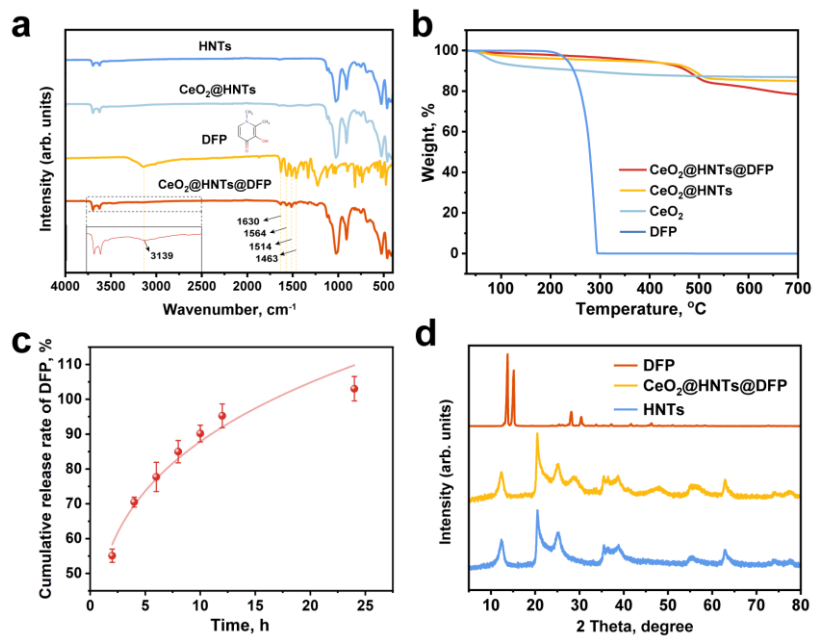 a
HNTs
CeO₂@HNTs
DFP
CH₃
N
CH₃
OH
O
CeO₂@HNTs@DFP
1630
1564
1514
1463
3139
4000 3500 3000 2500 2000 1500 1000 500
Wavenumber, cm⁻¹
Intensity (arb. units)
b
100
80
60
40
20
0
Weight, %
CeO₂@HNTs@DFP
CeO₂@HNTs
CeO₂
DFP
100 200 300 400 500 600 700
Temperature, °C
c
110
100
90
80
70
60
50
Cumulative release rate of DFP, %
0 5 10 15 20 25
Time, h
d
DFP
CeO₂@HNTs@DFP
HNTs
Intensity (arb. units)
10 20 30 40 50 60 70 80
2 Theta, degree